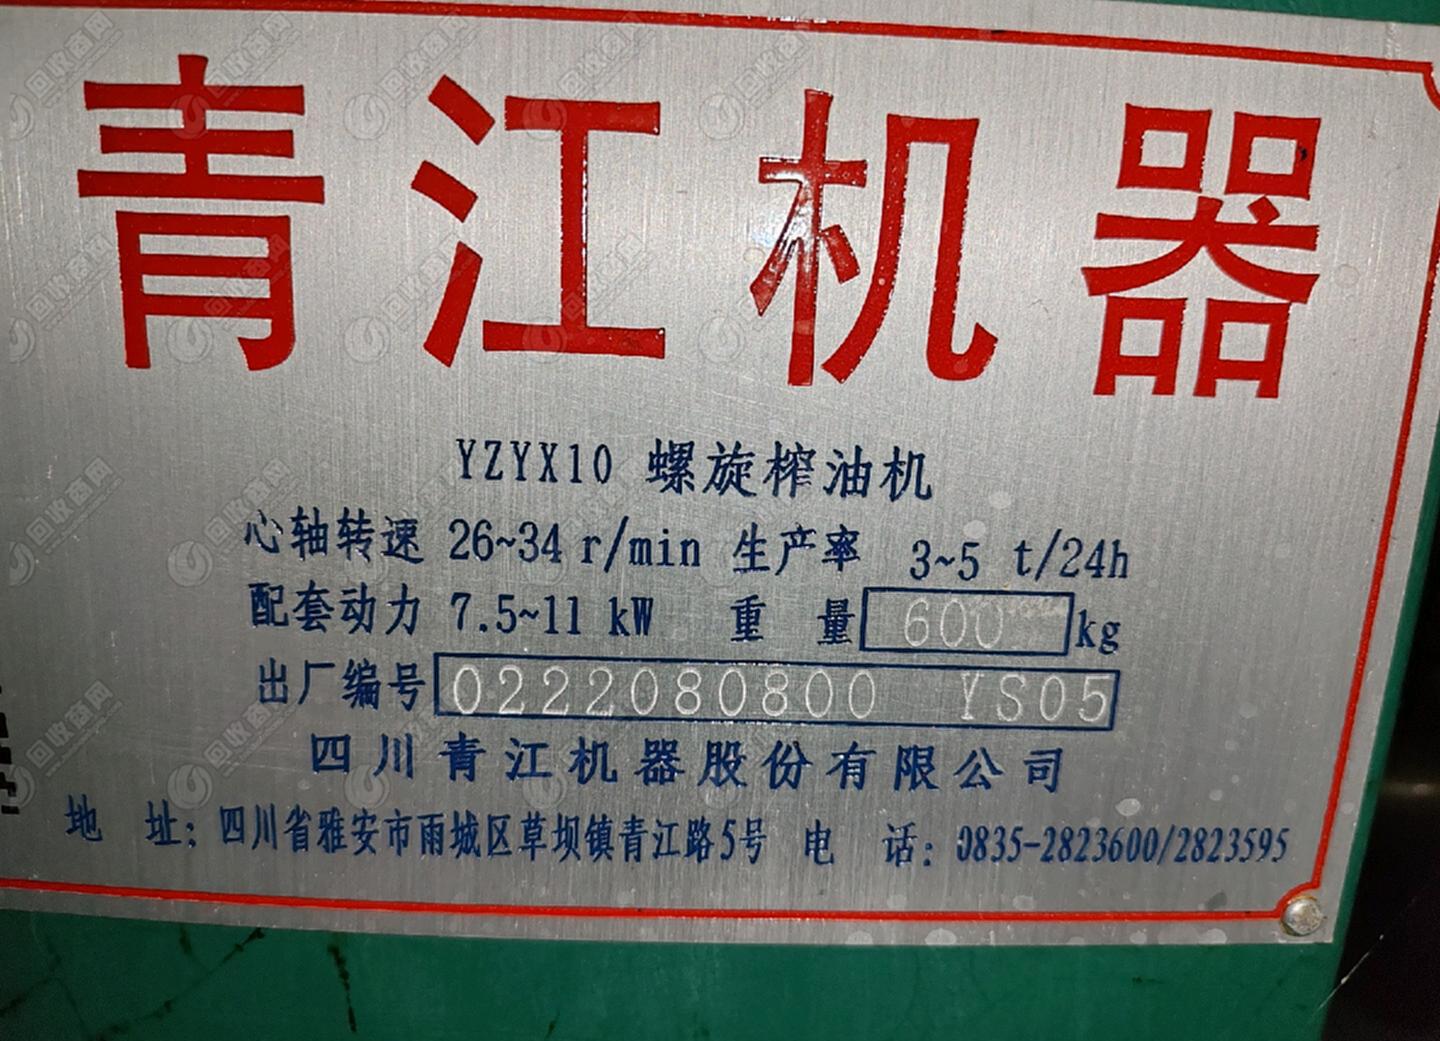 青江机器
YZYX10 螺旋榨油机
心轴转速 26~34 r/min 生产率 3~5 t/24h
配套动力 7.5~11 kW 重量 600 kg
出厂编号 0222080800 YS05
四川青江机器股份有限公司
地址：四川省雅安市雨城区草坝镇青江路5号 电话：0835-2823600/2823595
回收商网